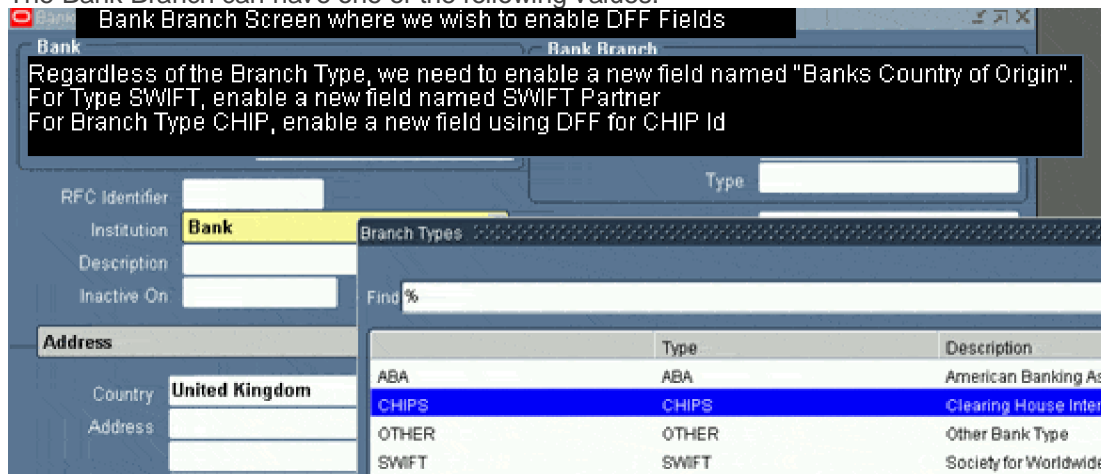 The Bank Branch can have one of the following values:
Bank Branch Screen where we wish to enable DFF Fields
Bank
Bank Branch
Regardless of the Branch Type, we need to enable a new field named "Banks Country of Origin".
For Type SWIFT, enable a new field named SWIFT Partner
For Branch Type CHIP, enable a new field using DFF for CHIP Id
Type
RFC Identifier
Institution Bank
Description
Inactive On
Branch Types
Find %
Address
Type Description
Country United Kingdom
Address
ABA ABA American Banking As
CHIPS CHIPS Clearing House Inter
OTHER OTHER Other Bank Type
SWIFT SWIFT Society for Worldwide